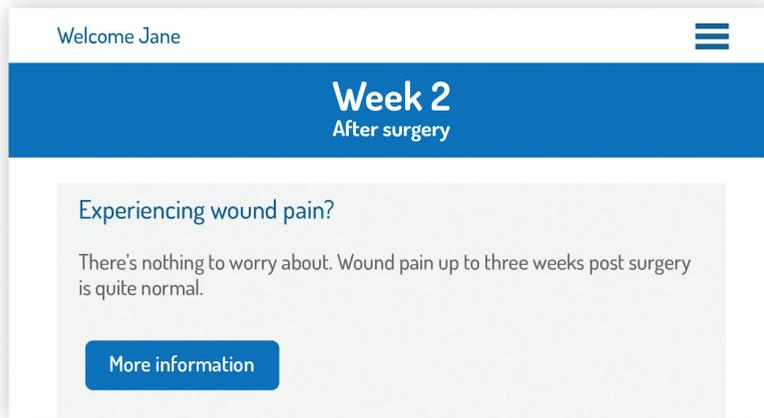 Welcome Jane
Week 2
After surgery
Experiencing wound pain?
There's nothing to worry about. Wound pain up to three weeks post surgery
is quite normal.
More information